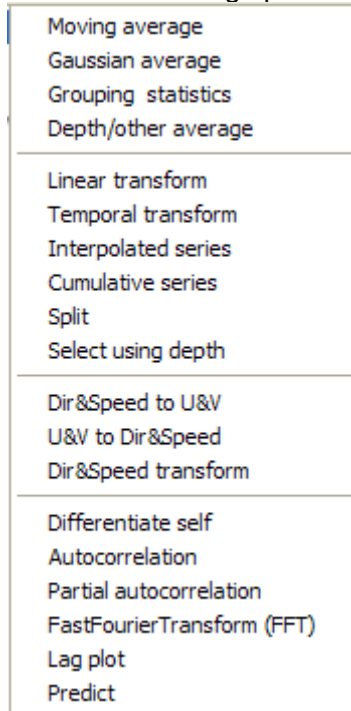 Moving average
Gaussian average
Grouping statistics
Depth/other average
Linear transform
Temporal transform
Interpolated series
Cumulative series
Split
Select using depth
Dir&Speed to U&V
U&V to Dir&Speed
Dir&Speed transform
Differentiate self
Autocorrelation
Partial autocorrelation
FastFourierTransform (FFT)
Lag plot
Predict